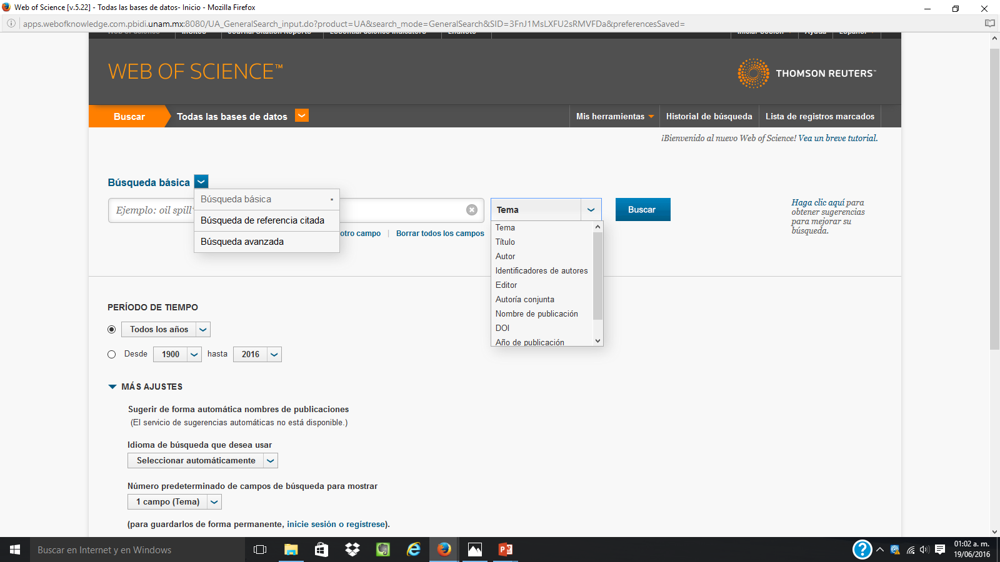 Web of Science [v.5.22] - Todas las bases de datos- Inicio - Mozilla Firefox
apps.webofknowledge.com.pbidi.unam.mx:8080/UA_GeneralSearch_input.do?product=UA&search_mode=GeneralSearch&SID=3FnJ1MsLXFU2sRMVFDa&preferencesSaved=
WEB OF SCIENCE™
THOMSON REUTERS™
Buscar
Todas las bases de datos
Mis herramientas
Historial de búsqueda
Lista de registros marcados
¡Bienvenido al nuevo Web of Science! Vea un breve tutorial.
Búsqueda básica
Búsqueda básica
Búsqueda de referencia citada
Búsqueda avanzada
Ejemplo: oil spill*
otro campo | Borrar todos los campos
Tema
Tema
Título
Autor
Identificadores de autores
Editor
Autoría conjunta
Nombre de publicación
DOI
Año de publicación
Buscar
Haga clic aquí para
obtener sugerencias
para mejorar su
búsqueda.
PERÍODO DE TIEMPO
Todos los años
Desde 1900 hasta 2016
MÁS AJUSTES
Sugerir de forma automática nombres de publicaciones
(El servicio de sugerencias automáticas no está disponible.)
Idioma de búsqueda que desea usar
Seleccionar automáticamente
Número predeterminado de campos de búsqueda para mostrar
1 campo (Tema)
(para guardarlos de forma permanente, inicie sesión o regístrese).
Buscar en Internet y en Windows
01:02 a. m.
19/06/2016